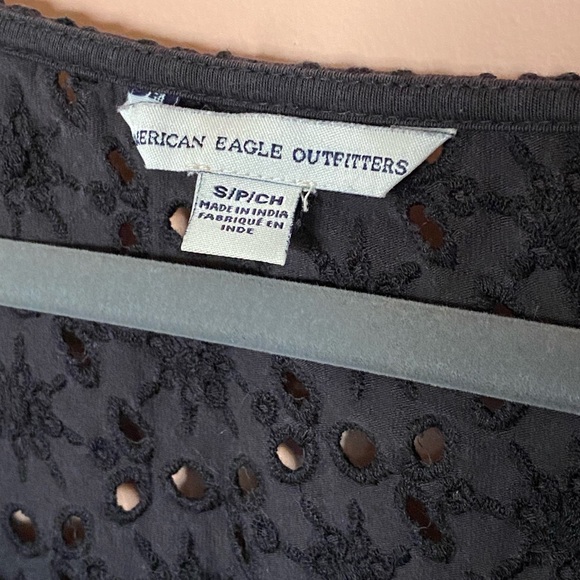 MERICAN EAGLE OUTFITTERS
S/P/CH
MADE IN INDIA
FABRIQUÉ EN
INDE